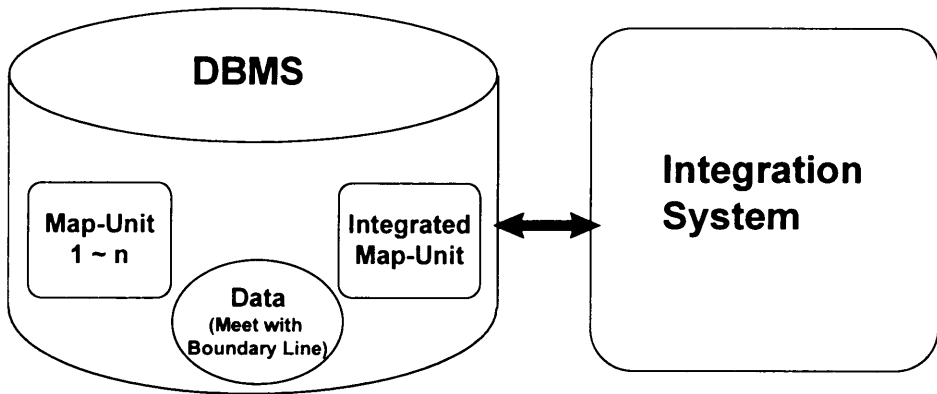 DBMS
Map-Unit
1 ~ n
Integrated
Map-Unit
Data
(Meet with
Boundary Line)
Integration
System